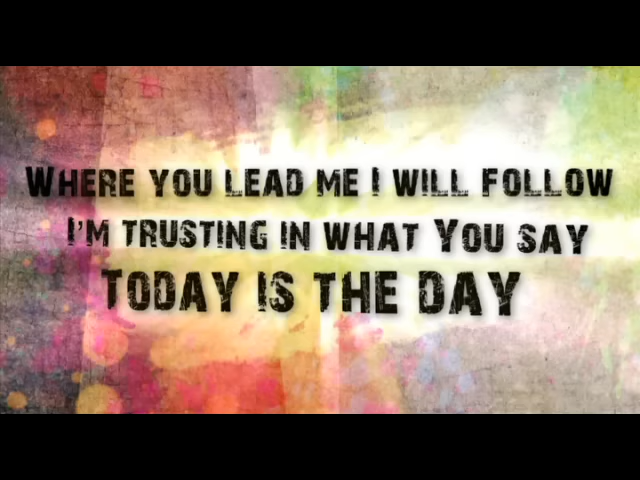 Where you lead me I will follow
I'm trusting in what You say
Today is the day